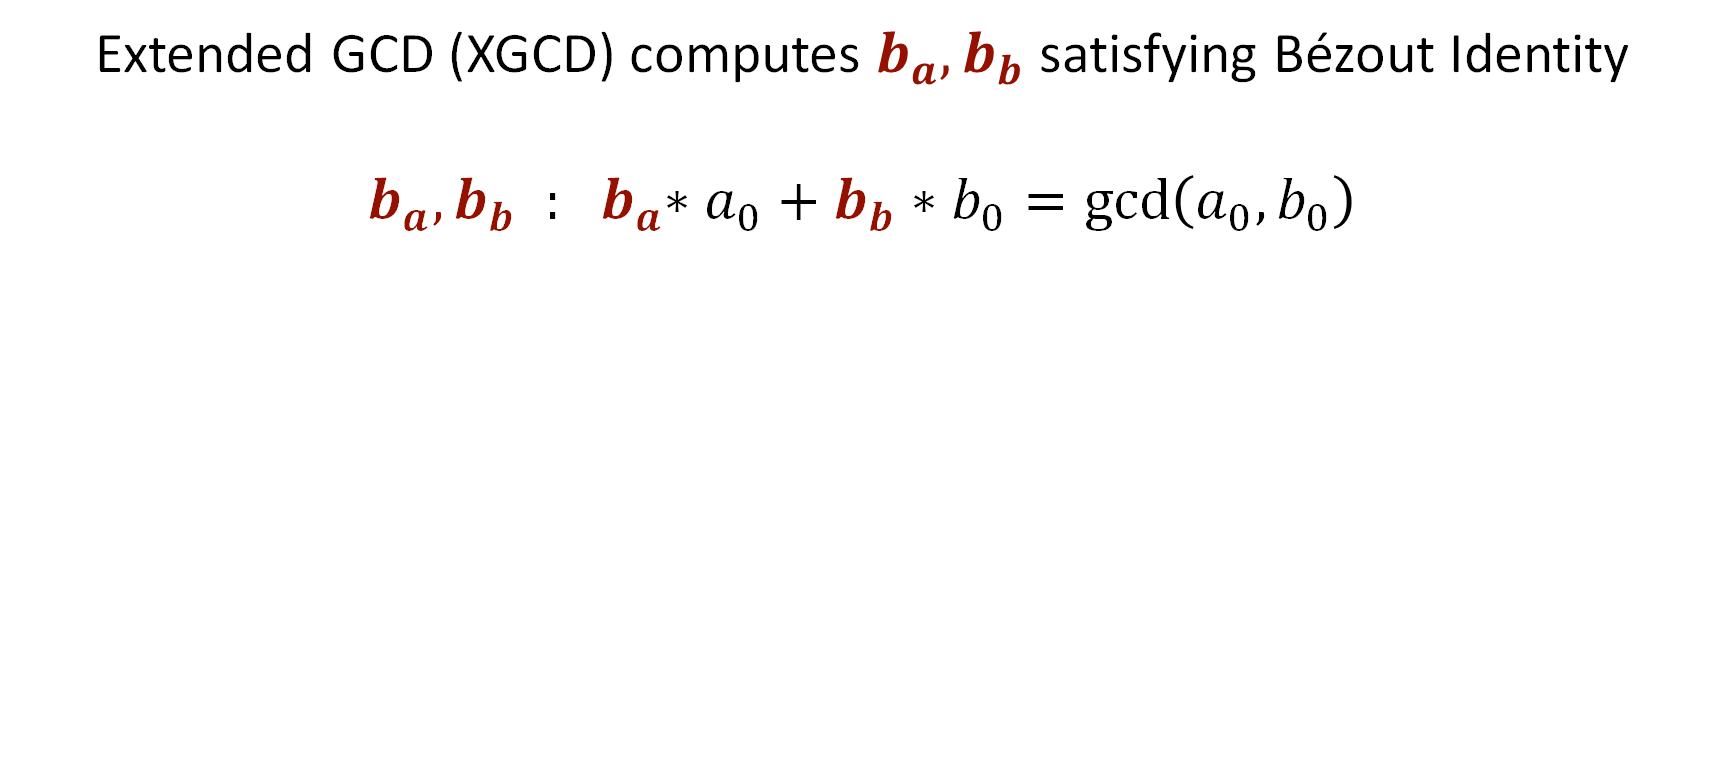 Extended GCD (XGCD) computes b_a, b_b satisfying Bézout Identity
b_a, b_b : b_a * a_0 + b_b * b_0 = gcd(a_0, b_0)